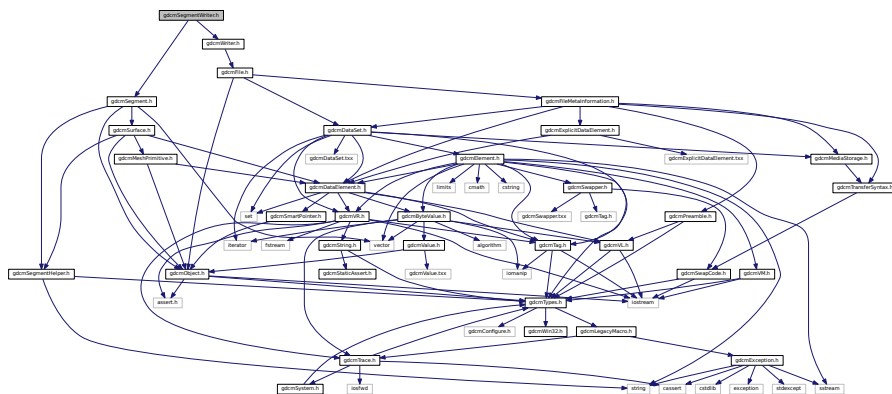 gdcmSegmentWriter.h
gdcmWriter.h
gdcmFile.h
gdcmSegment.h
gdcmFileMetaInformation.h
gdcmSurface.h
gdcmDataSet.h
gdcmExplicitDataElement.h
gdcmMeshPrimitive.h
gdcmDataSet.txx
gdcmElement.h
gdcmExplicitDataElement.txx
gdcmMediaStorage.h
gdcmDataElement.h
limits
cmath
cstring
gdcmSwapper.h
gdcmTransferSyntax.h
set
gdcmSmartPointer.h
gdcmVR.h
gdcmByteValue.h
gdcmSwapper.txx
gdcmTag.h
gdcmPreamble.h
iterator
fstream
gdcmString.h
vector
gdcmValue.h
algorithm
gdcmTag.h
gdcmVL.h
gdcmSegmentHelper.h
gdcmObject.h
gdcmStaticAssert.h
gdcmValue.txx
iomanip
gdcmSwapCode.h
gdcmVM.h
assert.h
gdcmTypes.h
iostream
gdcmConfigure.h
gdcmWin32.h
gdcmLegacyMacro.h
gdcmTrace.h
gdcmException.h
gdcmSystem.h
iosfwd
string
cassert
cstdlib
exception
stdexcept
sstream